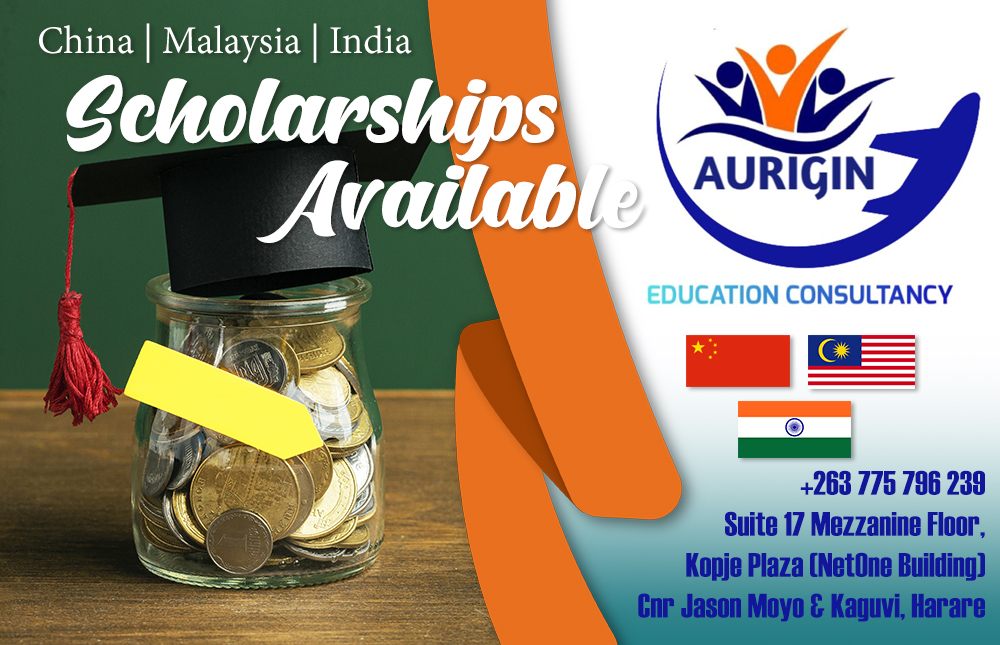 China | Malaysia | India
Scholarships
Available
AURIGIN
EDUCATION CONSULTANCY
+263 775 796 239
Suite 17 Mezzanine Floor,
Kopje Plaza (NetOne Building)
Cnr Jason Moyo & Kaguvi, Harare